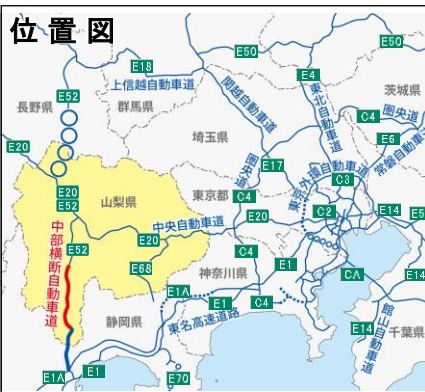 位置図
E50
E50
E18
上信越自動車道
関越自動車道
E4
東北自動車道
茨城県
長野県
E52
群馬県
C4
圏央道
E6
常磐自動車道
埼玉県
E20
圏央道
E17
東京外環自動車道
C3
東京都
C4
E20
E52
山梨県
C2
E14
中央自動車道
E20
中部横断自動車道
E52
E20
E68
C4
神奈川県
E1
CA
E14
E1A
E1
C4
静岡県
東名高速道路
館山自動車道
E14
千葉県
E1A
E1
E70